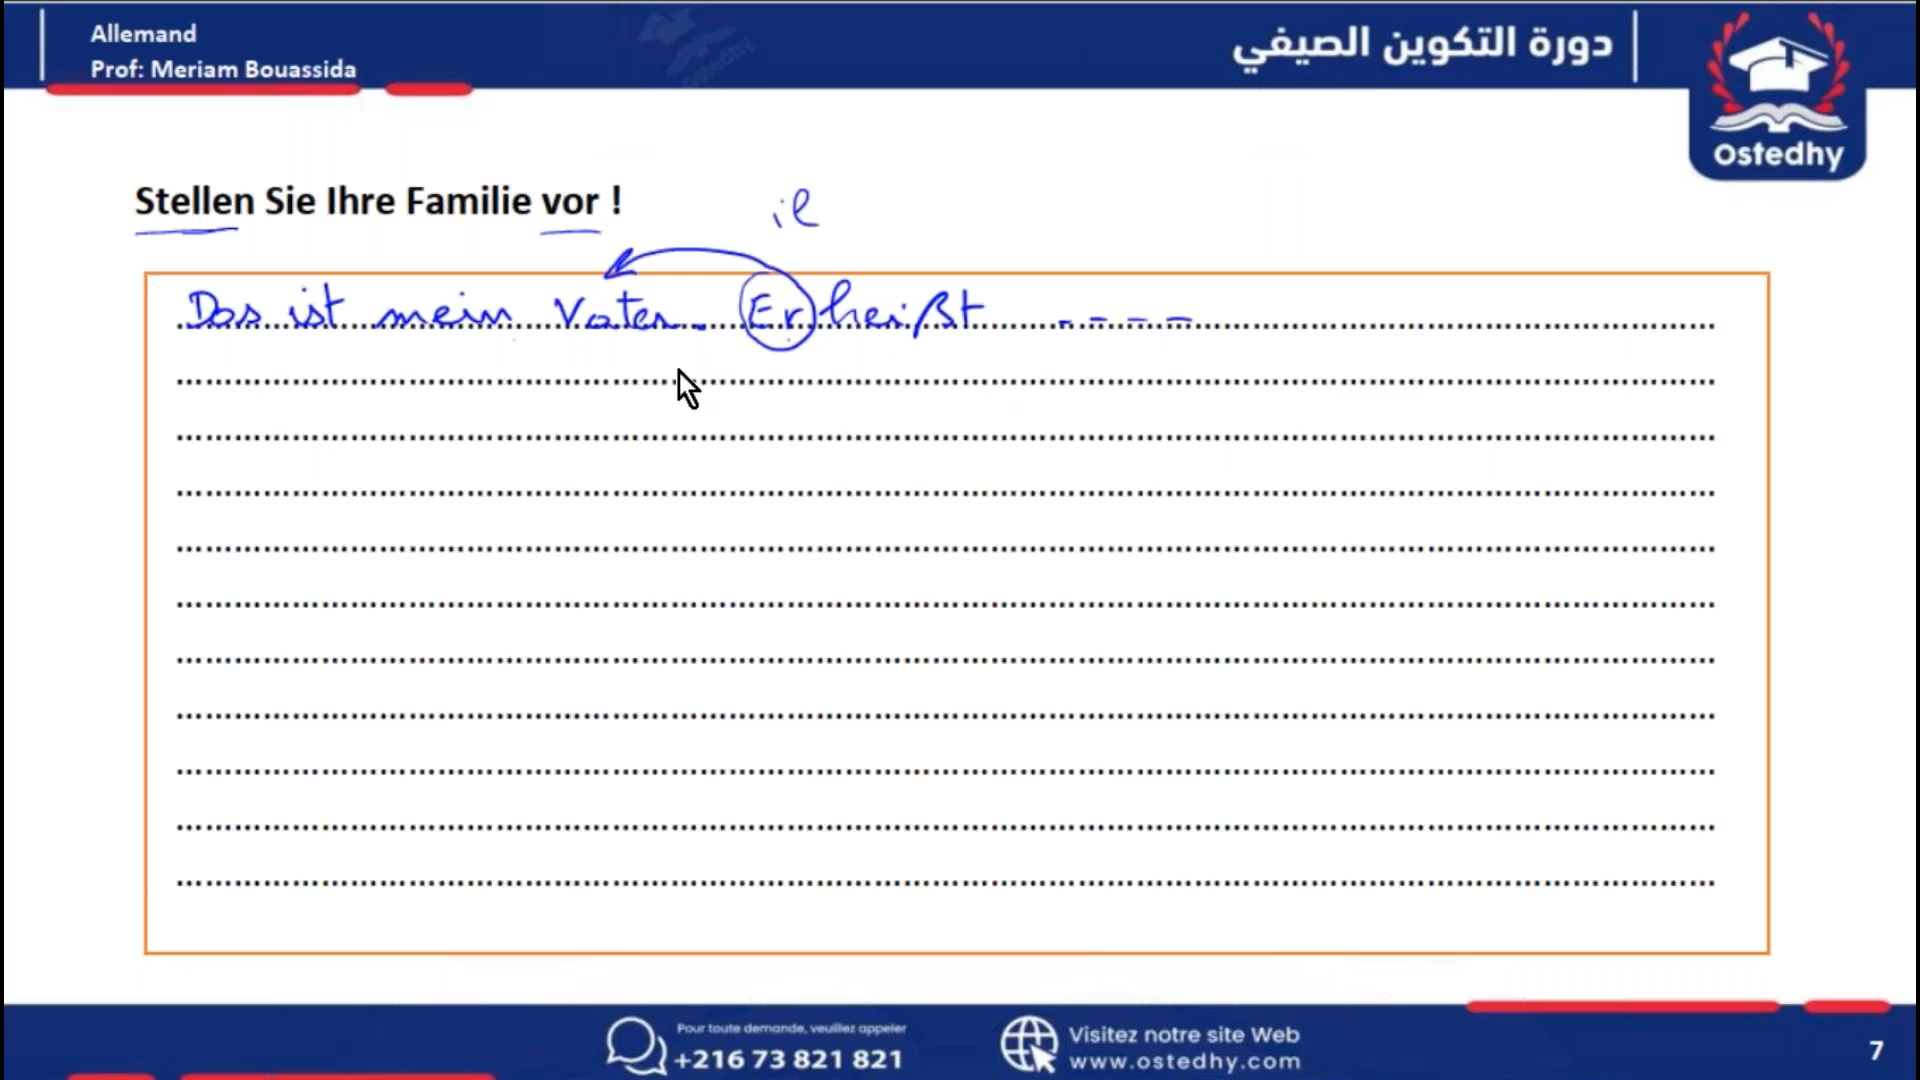 Allemand
Prof: Meriam Bouassida
دورة التكوين الصيفي
Ostedhy
Stellen Sie Ihre Familie vor !
il
Das ist mein Vater. Er heißt ----
Pour toute demande, veuillez appeler
+216 73 821 821
Visitez notre site Web
www.ostedhy.com
7